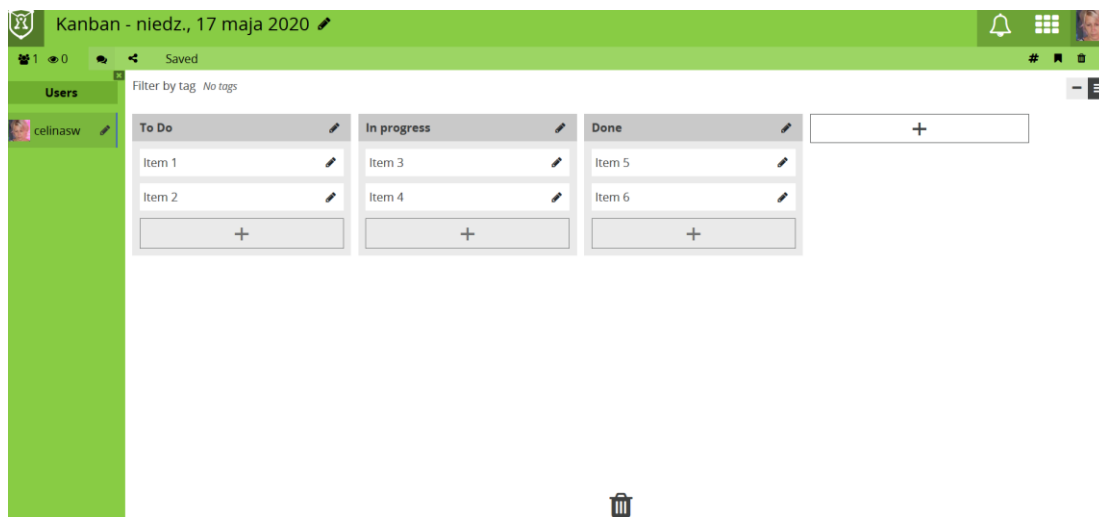 Kanban - niedz., 17 maja 2020
1 0 Saved #
Users
Filter by tag No tags
celinasw
To Do In progress Done +
Item 1 Item 3 Item 5
Item 2 Item 4 Item 6
+ + +